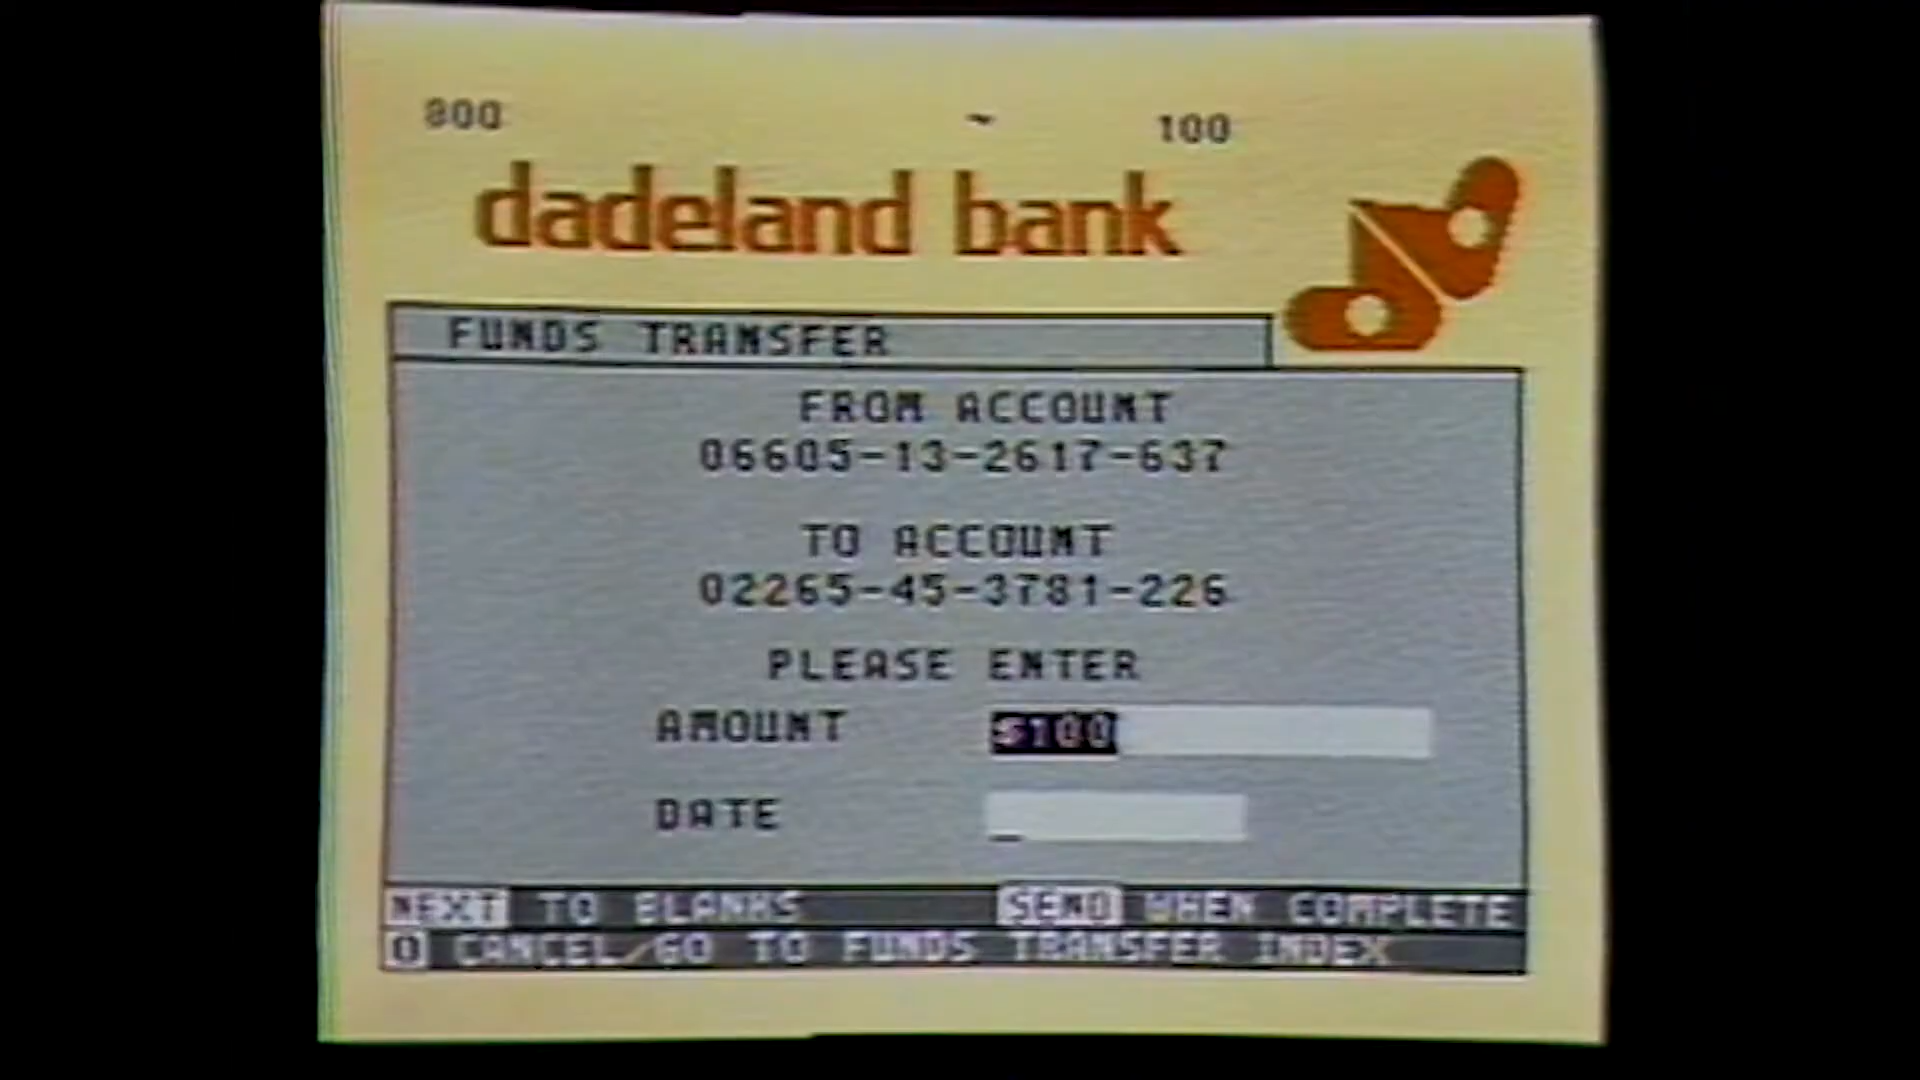 800 ~ 100
dadeland bank
FUNDS TRANSFER
FROM ACCOUNT
06605-13-2617-637
TO ACCOUNT
02265-45-3781-226
PLEASE ENTER
AMOUNT $100
DATE _
NEXT TO BLANKS SEND WHEN COMPLETE
0 CANCEL/GO TO FUNDS TRANSFER INDEX